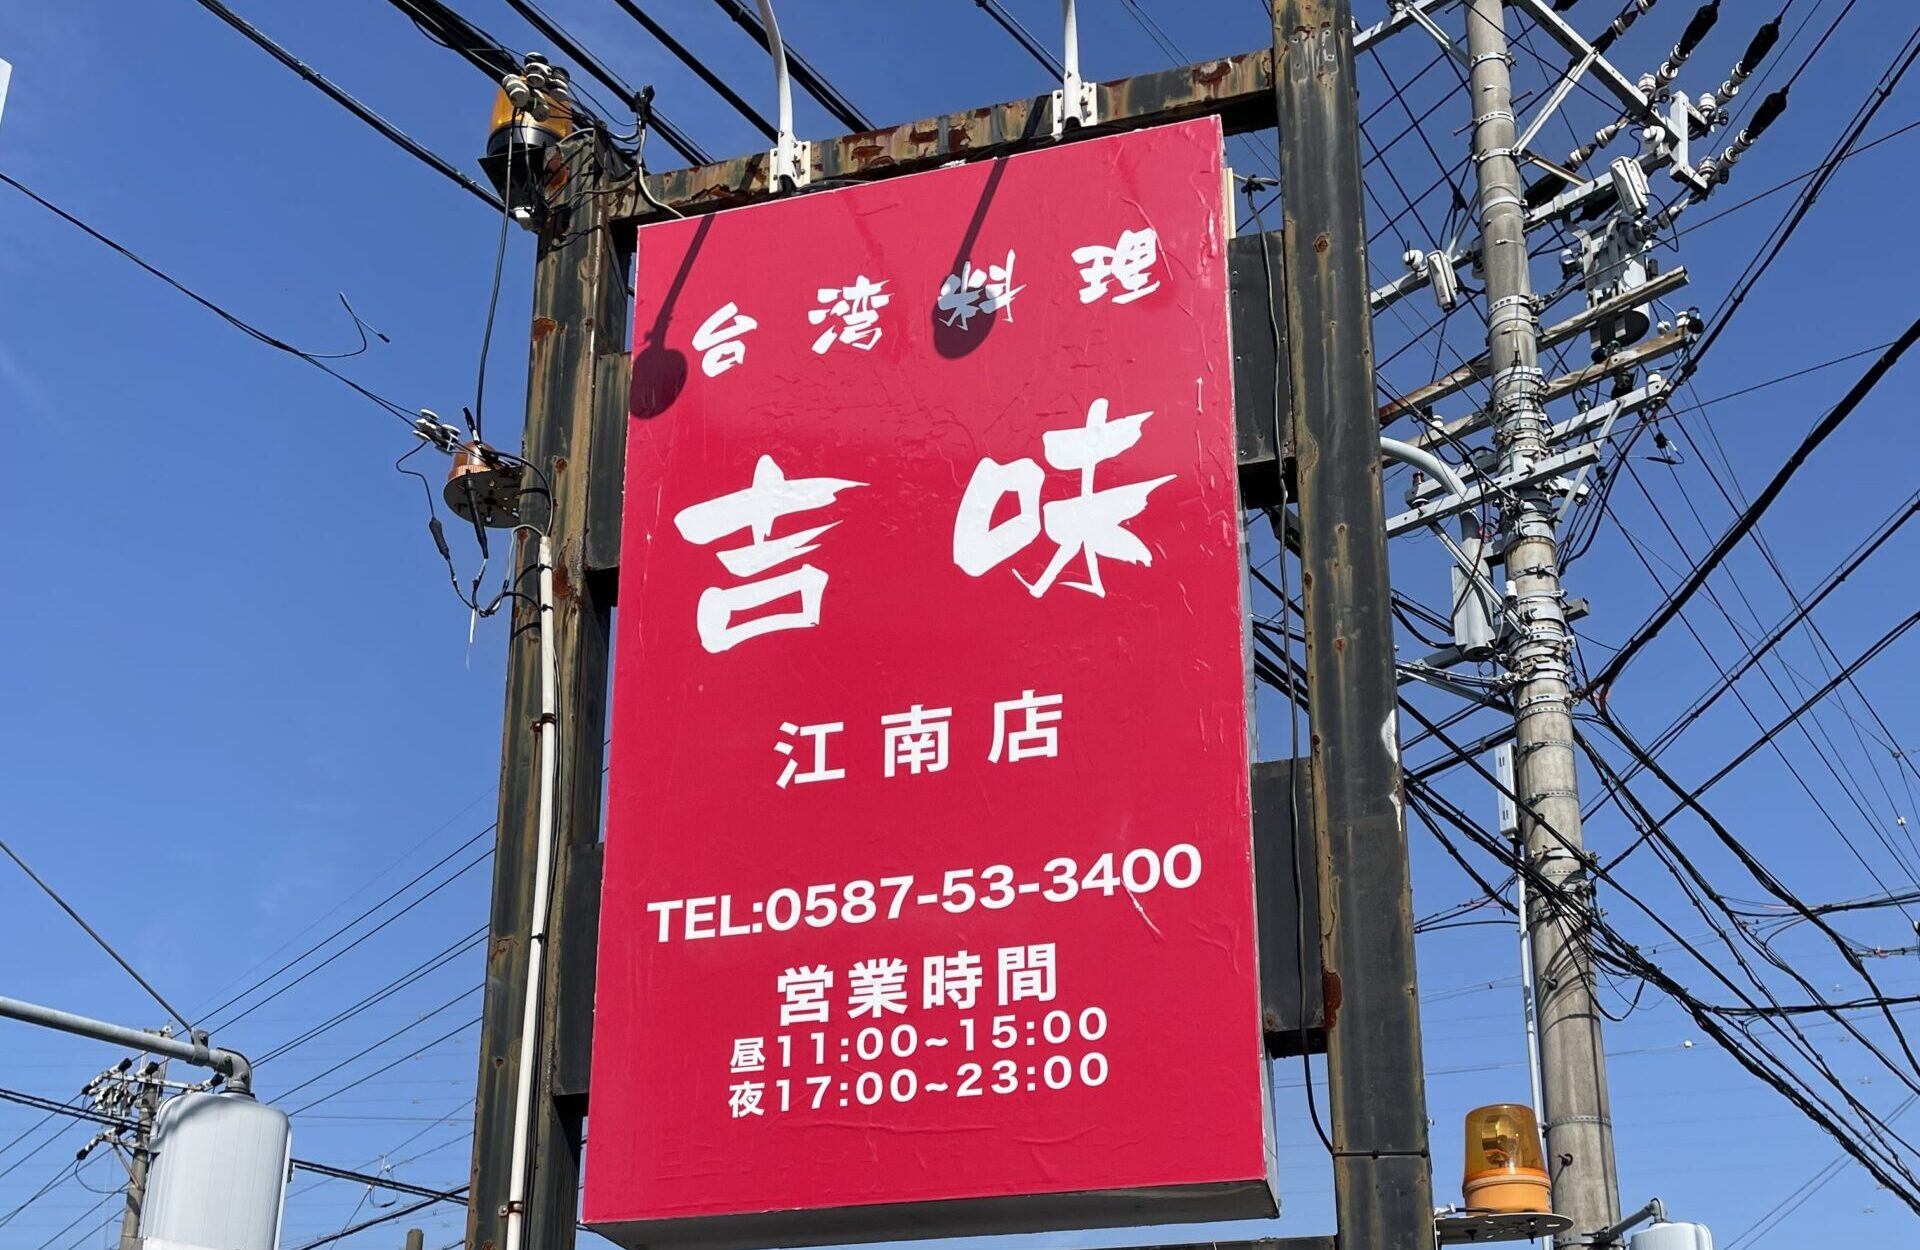 台湾料理
吉味
江南店
TEL:0587-53-3400
営業時間
昼11:00~15:00
夜17:00~23:00